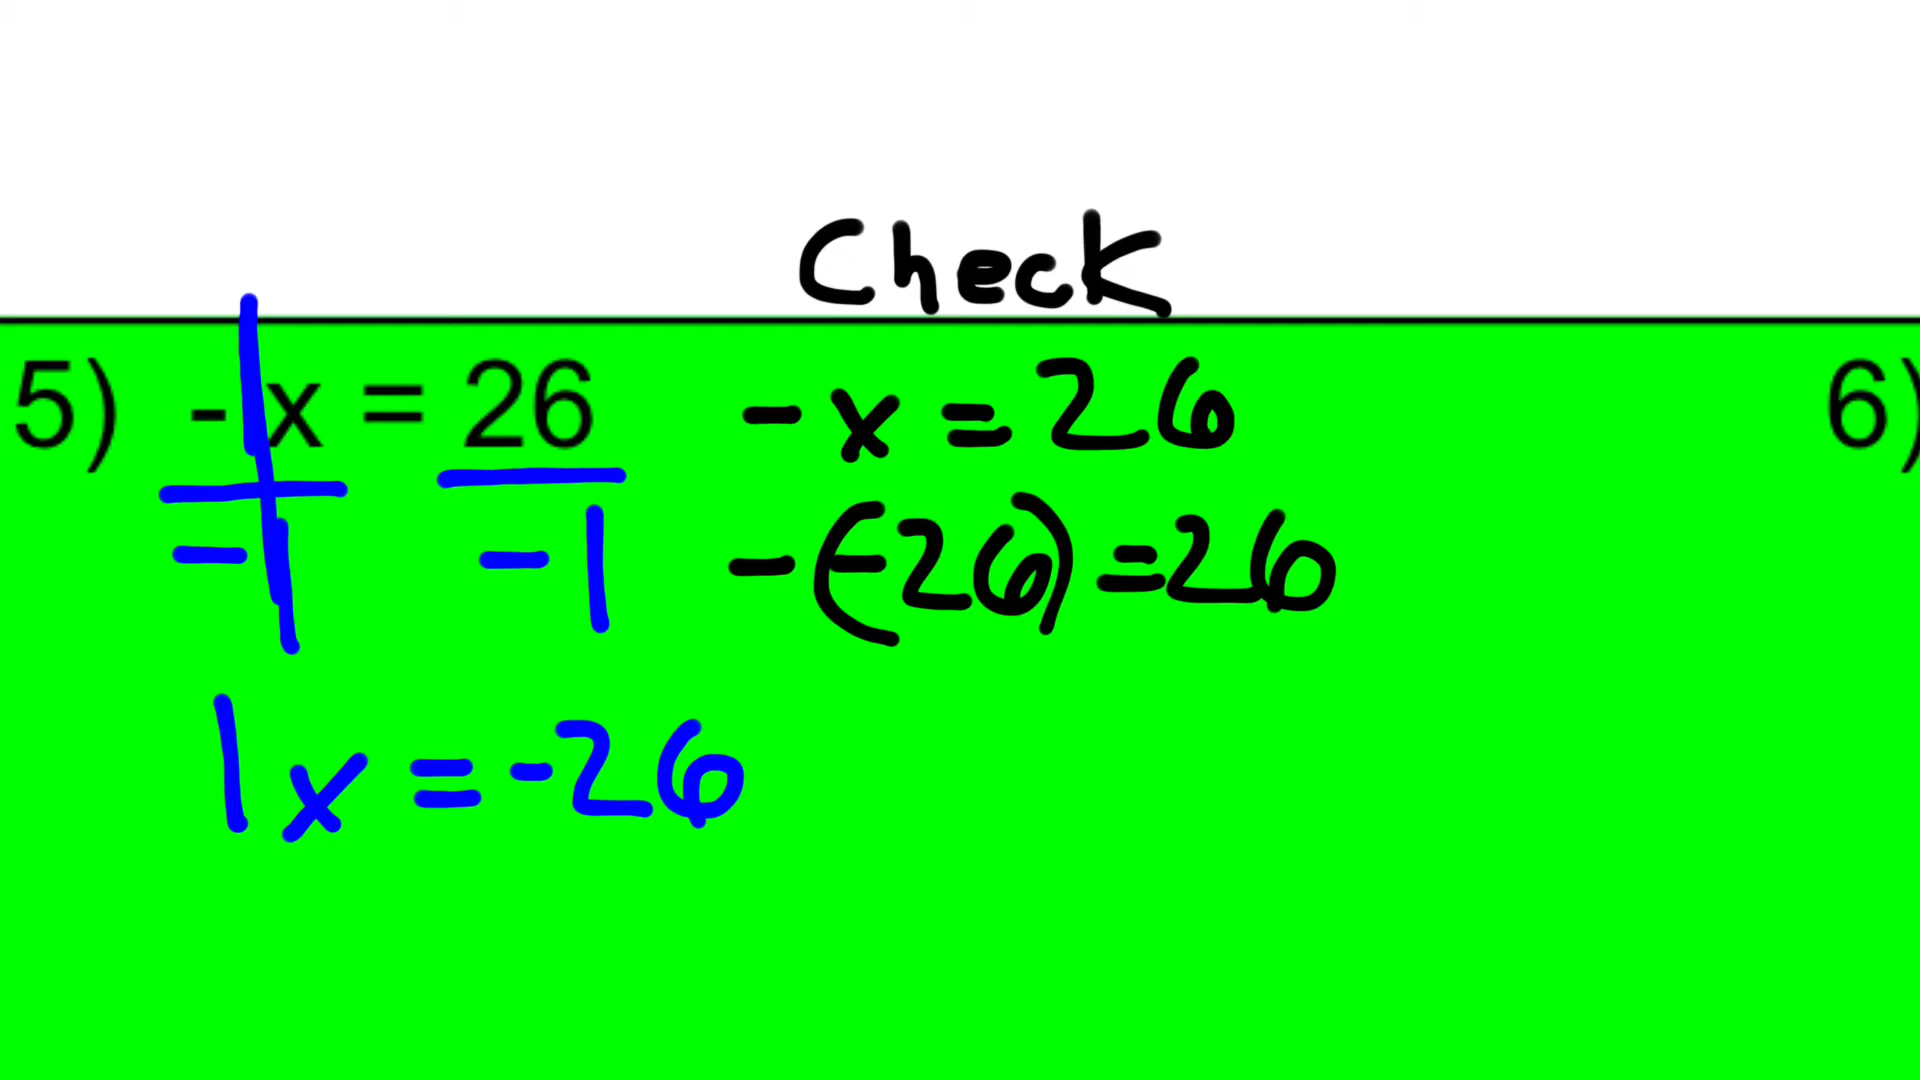 Check
5) -1x = 26
-1 -1
1x = -26
-x = 26
-(-26) = 26
6)